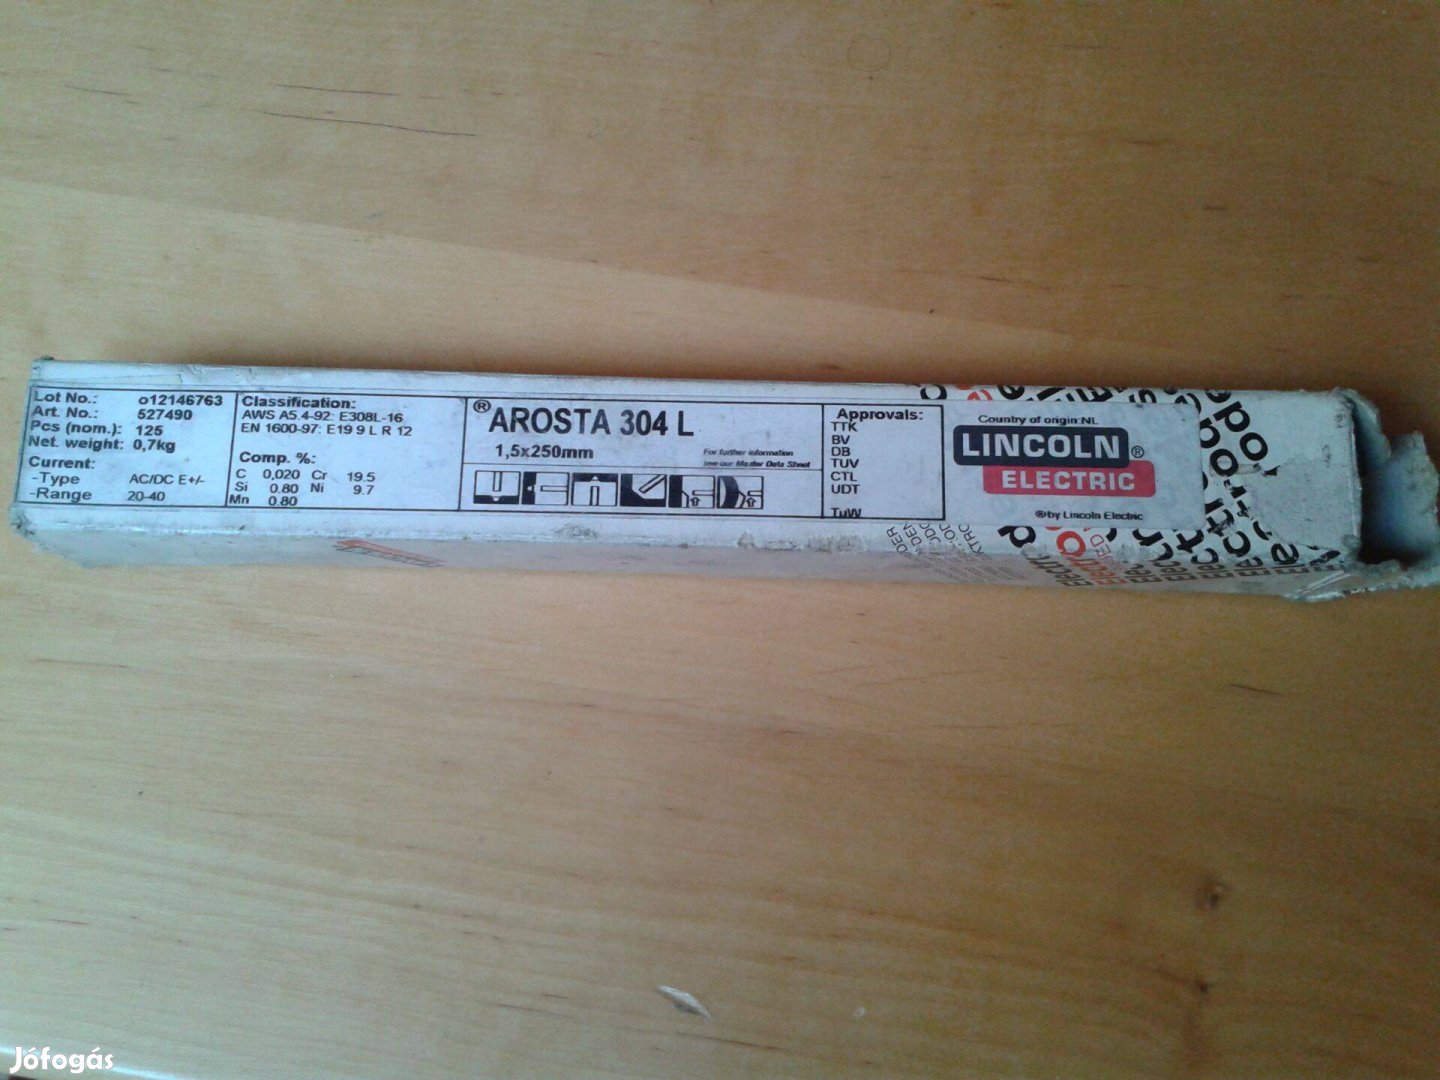 Lot No.: o12146763
Art. No.: 527490
Pcs (nom.): 125
Net. weight: 0,7kg
Current:
-Type AC/DC E+/-
-Range 20-40
Classification:
AWS A5.4-92: E308L-16
EN 1600-97: E19 9 L R 12
Comp. %:
C 0,020 Cr 19.5
Si 0.80 Ni 9.7
Mn 0.80
® AROSTA 304 L
1,5x250mm
For further information
see our Master Data Sheet
Approvals:
TTK
BV
DB
TUV
CTL
UDT
TuW
Country of origin:NL
LINCOLN ®
ELECTRIC
®by Lincoln Electric
Jófogás